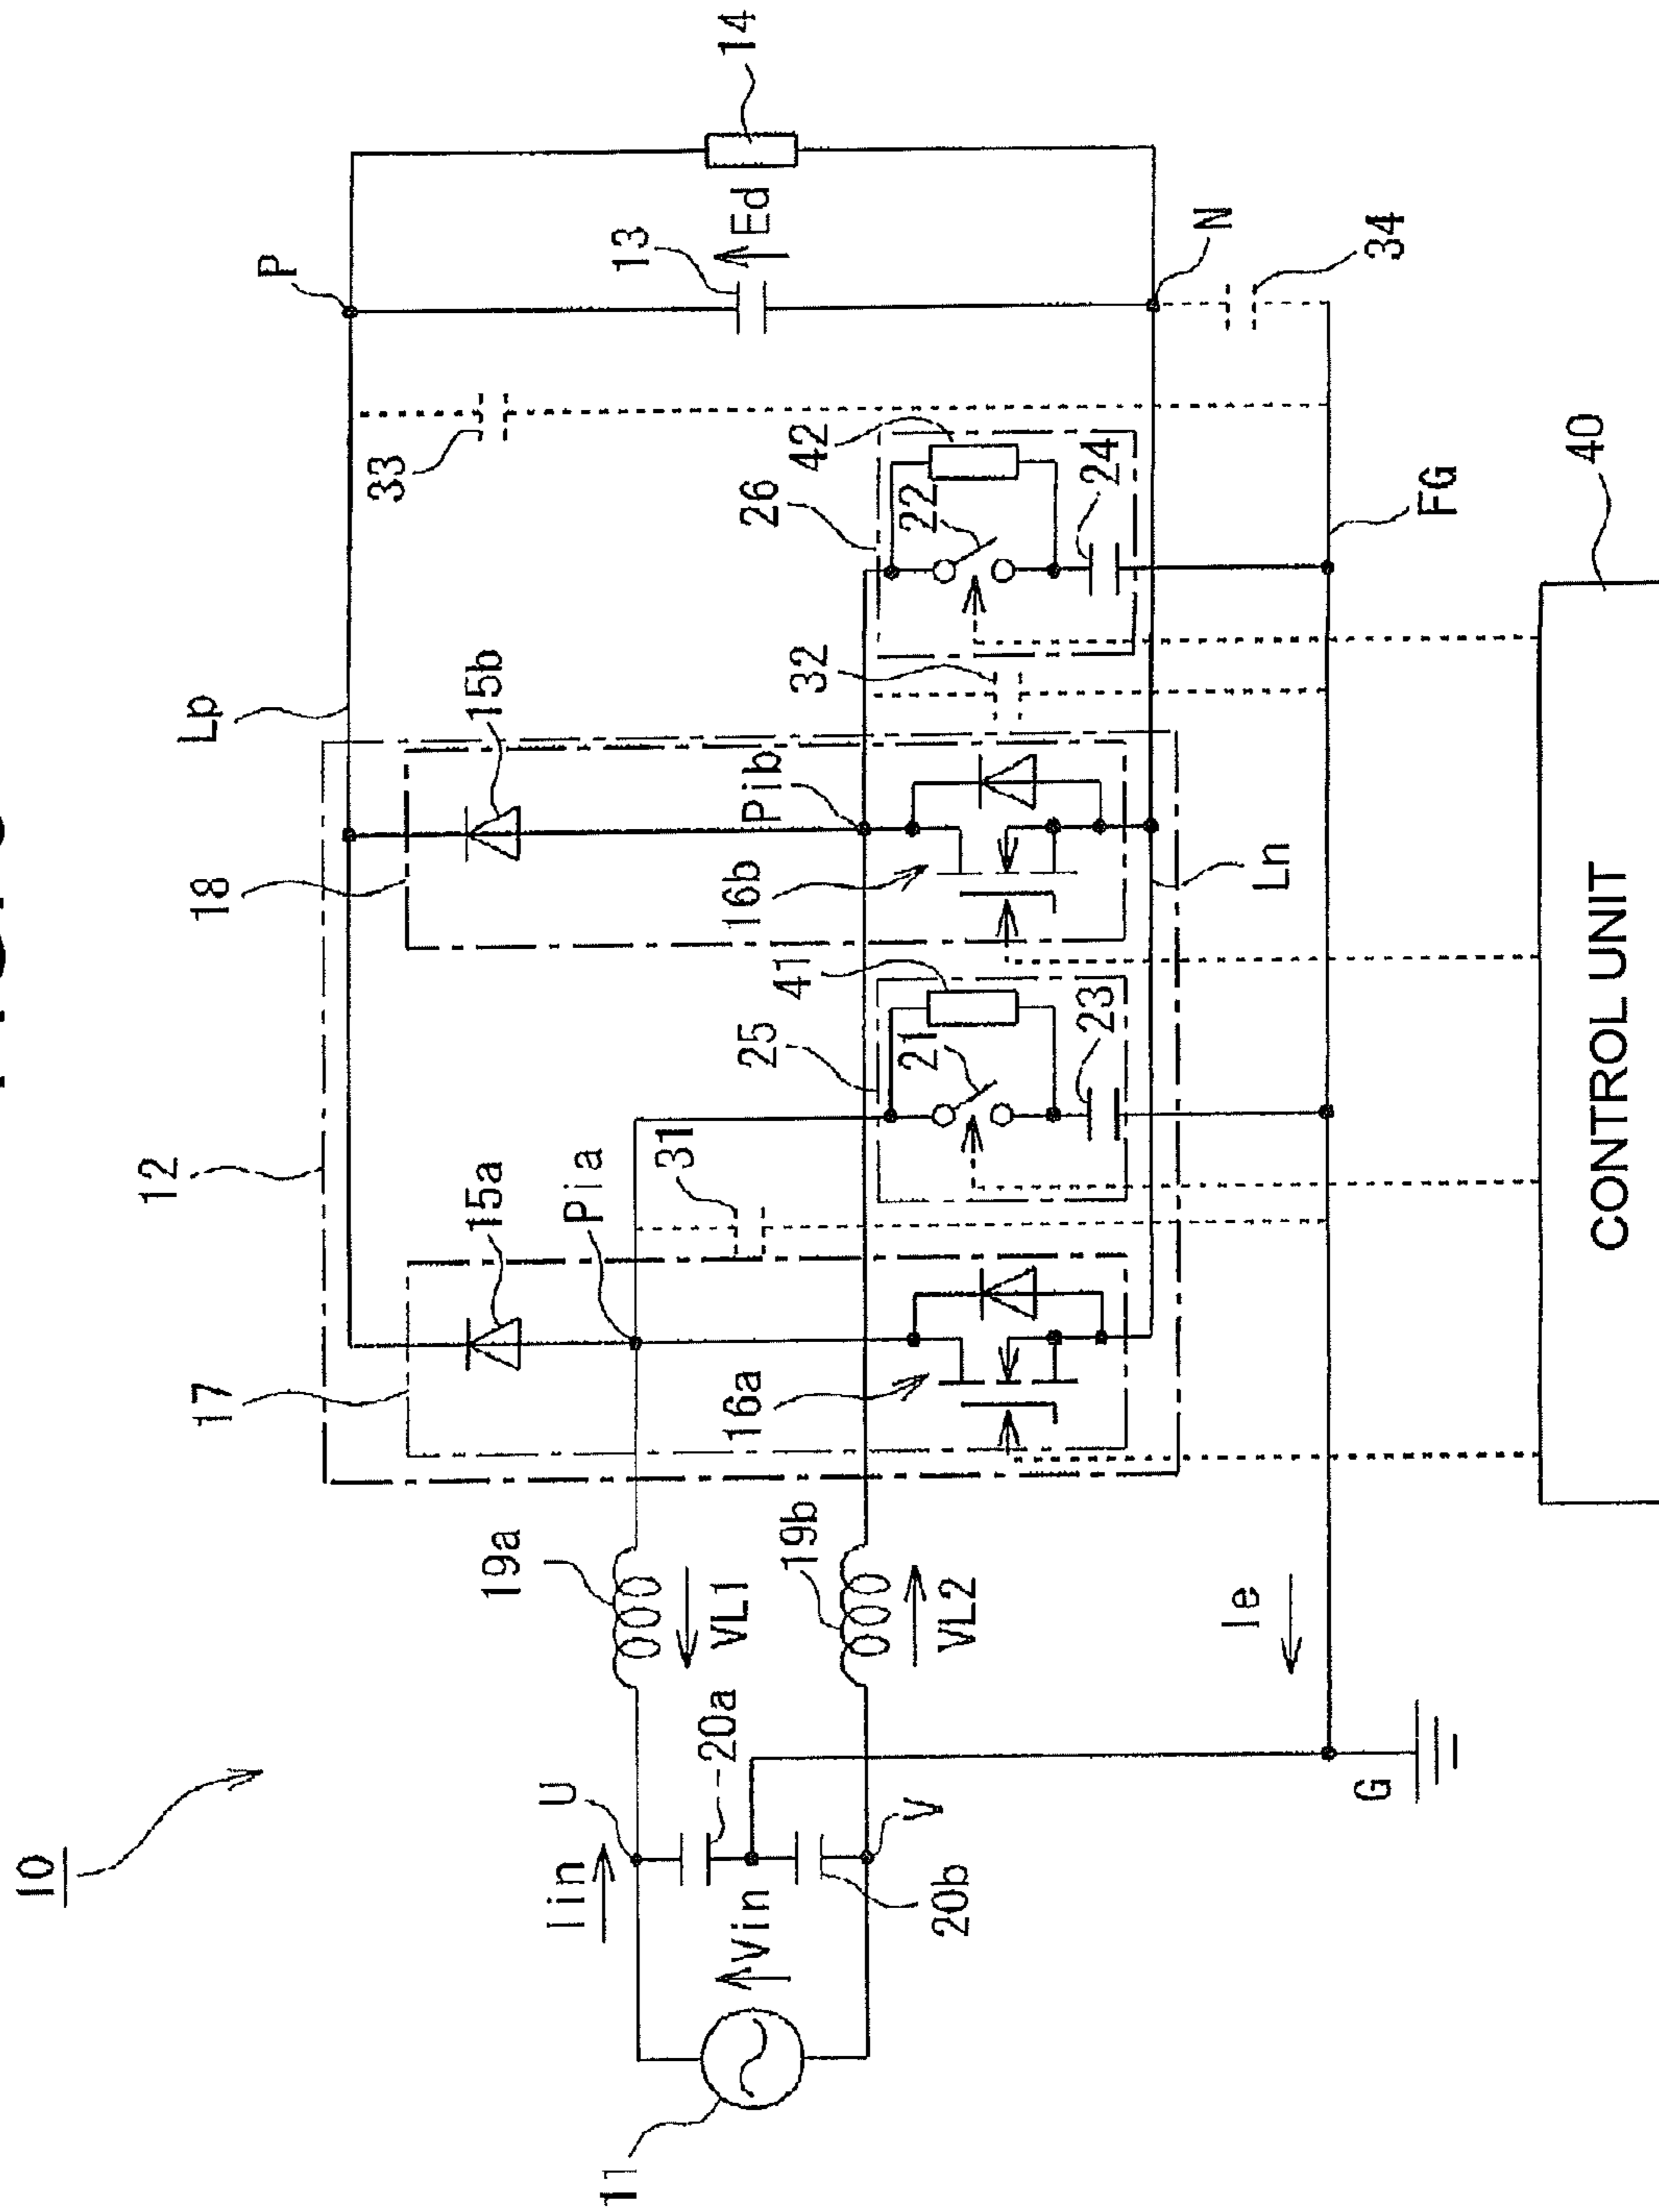 10
11
Iin
U
Vin
20a
20b
V
19a
VL1
19b
VL2
G
Ie
12
17
15a
Pia
31
16a
25
21
41
23
18
15b
Pib
16b
Ln
Lp
32
26
22
42
24
33
P
13
Ed
14
N
34
FG
40
CONTROL UNIT